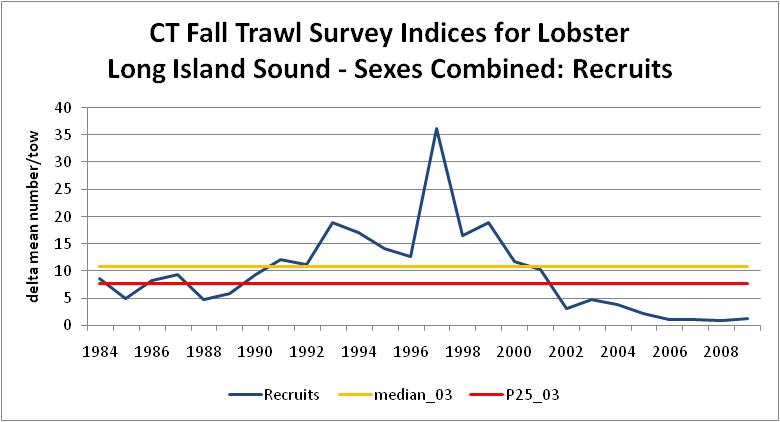 CT Fall Trawl Survey Indices for Lobster
Long Island Sound - Sexes Combined: Recruits
delta mean number/tow
40
35
30
25
20
15
10
5
0
1984 1986 1988 1990 1992 1994 1996 1998 2000 2002 2004 2006 2008
Recruits median_03 P25_03